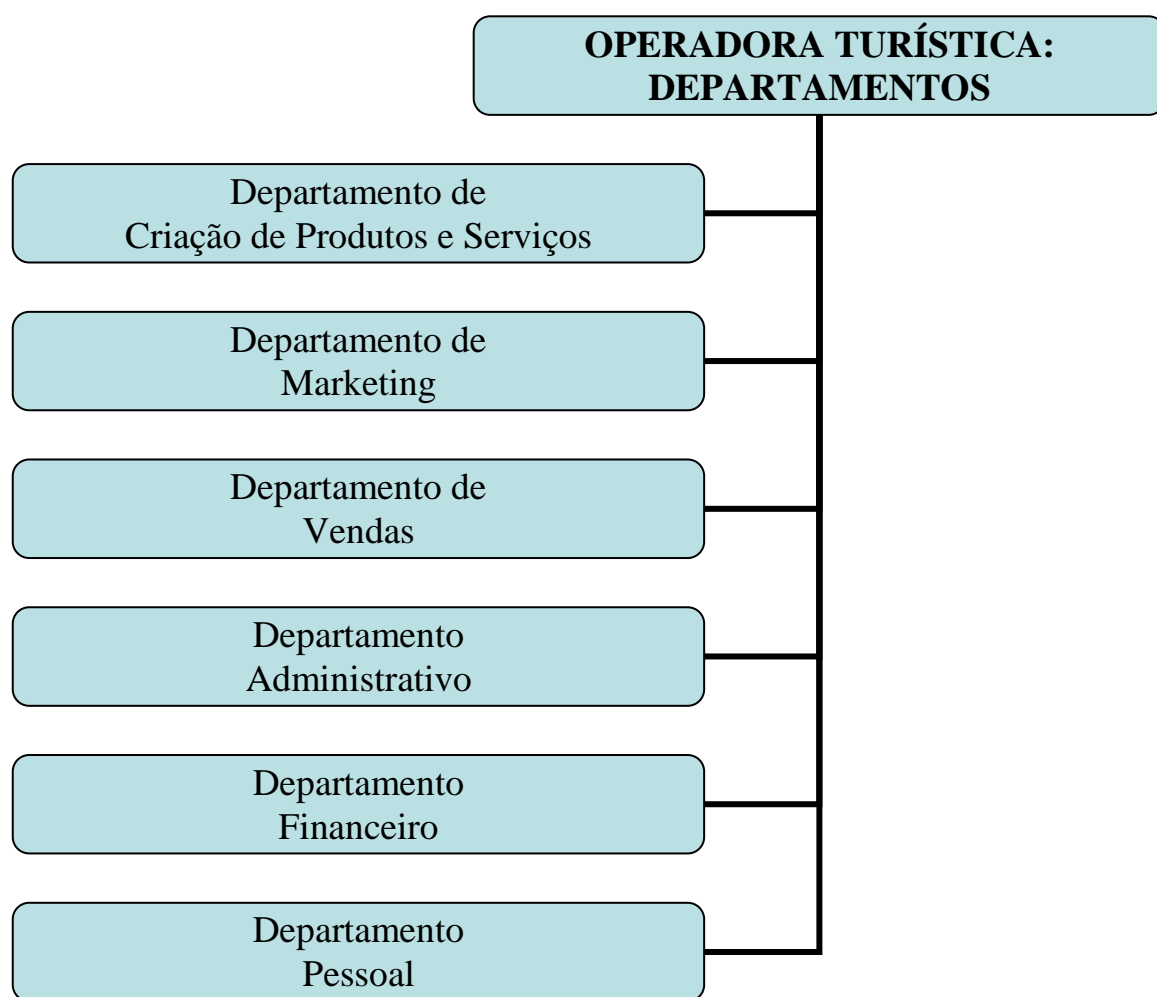 OPERADORA TURÍSTICA:
DEPARTAMENTOS
Departamento de
Criação de Produtos e Serviços
Departamento de
Marketing
Departamento de
Vendas
Departamento
Administrativo
Departamento
Financeiro
Departamento
Pessoal